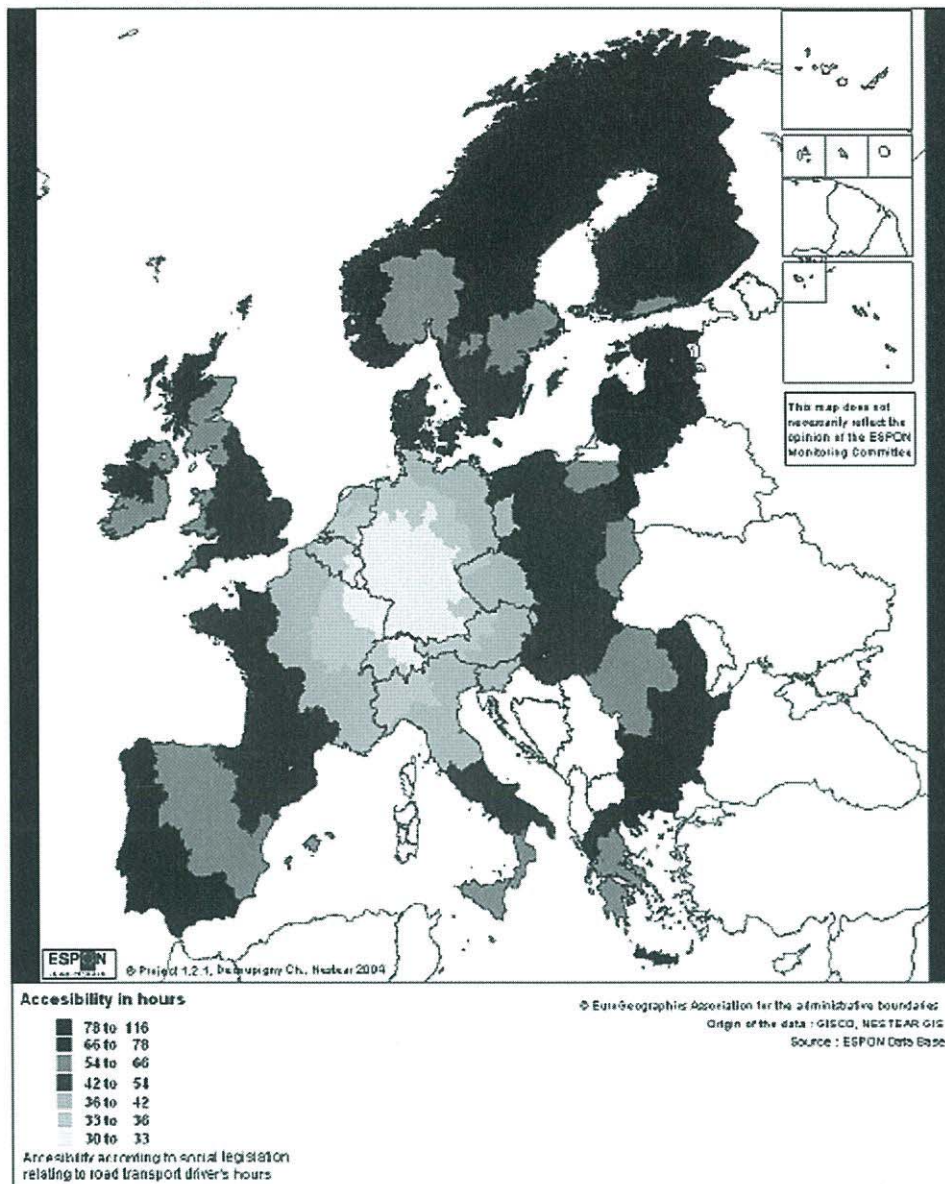 This map does not
necessarily reflect the
opinion of the ESPON
Monitoring Committee
ESPON
© Project 1.2.1, Decoupigny Ch., Nestear 2004
Accesibility in hours
78 to 116
66 to 78
54 to 66
42 to 54
36 to 42
33 to 36
30 to 33
Accesibility according to social legislation
relating to road transport driver's hours
© EuroGeographics Association for the administrative boundaries
Origin of the data : GISCO, NESTEAR GIS
Source : ESPON Data Base